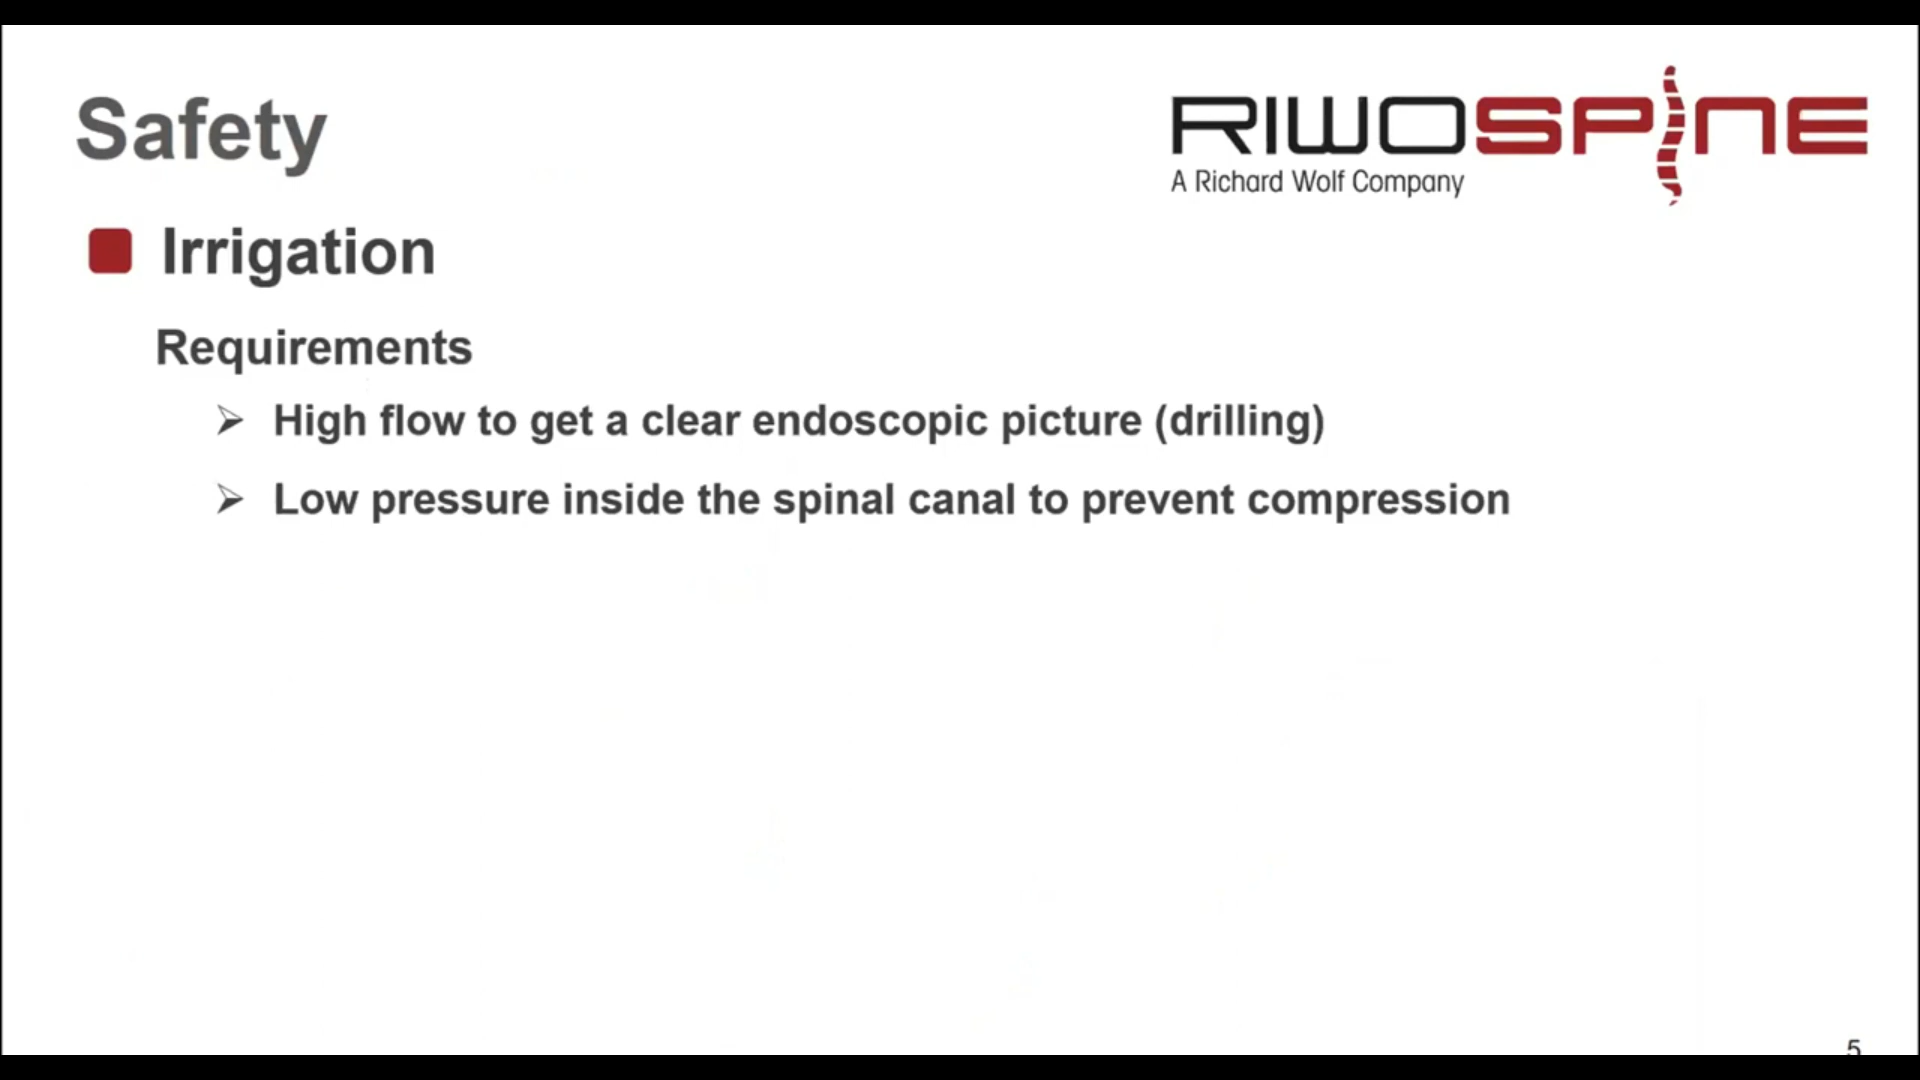 Safety
RIWOSPINE
A Richard Wolf Company
Irrigation
Requirements
High flow to get a clear endoscopic picture (drilling)
Low pressure inside the spinal canal to prevent compression
5